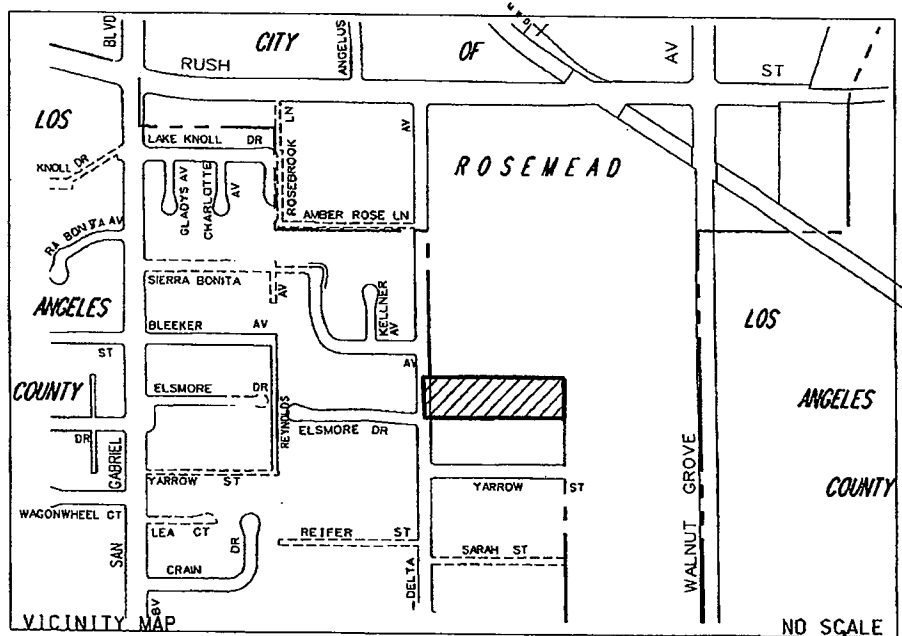 BLVD
CITY
OF
RUSH
ANGELUS
AV
ST
LOS
KNOLL DR
LAKE KNOLL DR
ROSEBROOK LN
AV
ROSEMEAD
GLADYS AV
CHARLOTTE AV
AMBER ROSE LN
RA BONITA AV
SIERRA BONITA AV
KELLNER AV
ANGELES
BLEEKER AV
LOS
ST
AV
COUNTY
ELSMORE DR
REYNOLDS
ELSMORE DR
ANGELES
DR
GABRIEL
YARROW ST
YARROW ST
WALNUT GROVE
COUNTY
WAGONWHEEL CT
LEA CT
REIFER ST
SARAH ST
SAN
CRAIN DR
DELTA
BV
VICINITY MAP
NO SCALE